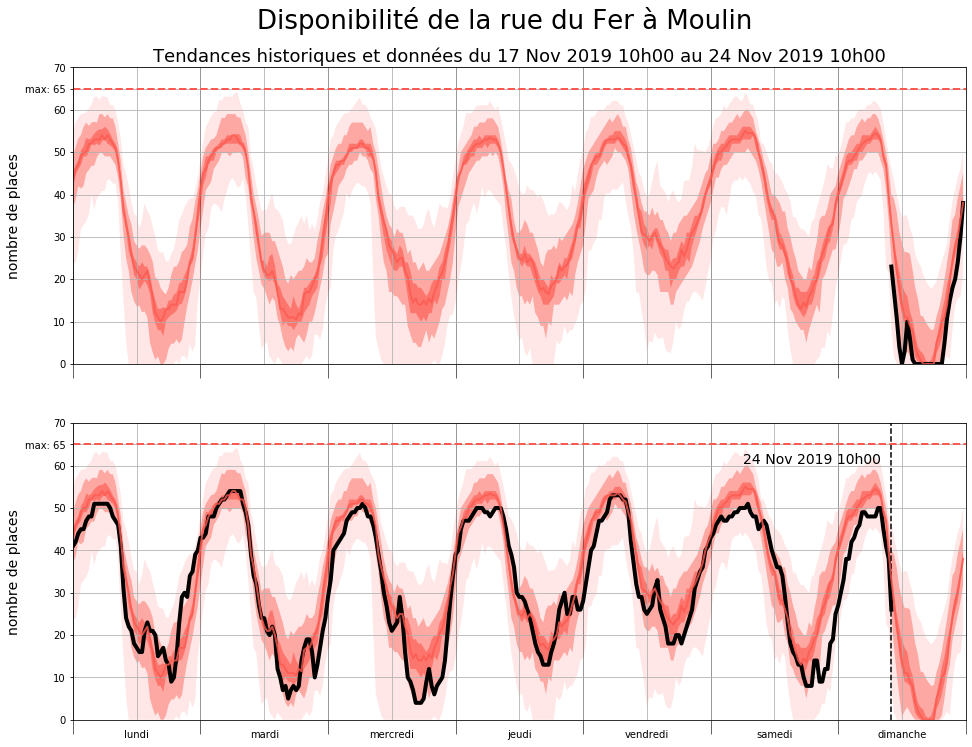 Disponibilité de la rue du Fer à Moulin
Tendances historiques et données du 17 Nov 2019 10h00 au 24 Nov 2019 10h00
70
max: 65
60
50
40
30
20
10
0
nombre de places
70
max: 65
60
50
40
30
20
10
0
nombre de places
24 Nov 2019 10h00
lundi mardi mercredi jeudi vendredi samedi dimanche